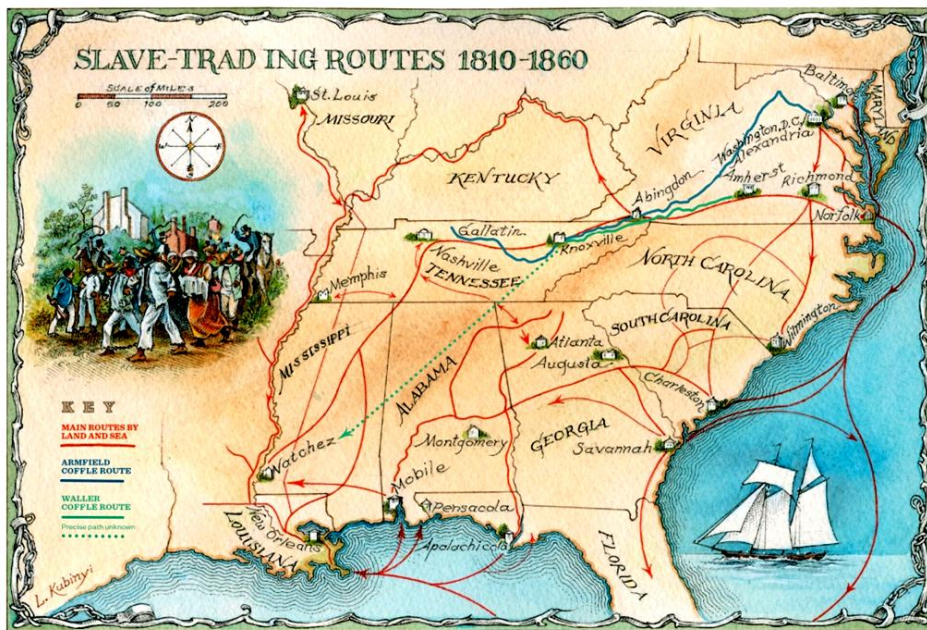 SLAVE-TRADING ROUTES 1810-1860
SCALE of MILES
0 50 100 200
St. Louis
MISSOURI
KENTUCKY
VIRGINIA
Baltimo
MARYLAND
Washington, D.C.
Alexandria
Amherst
Richmond
Abingdon
Norfolk
Gallatin
Knoxville
Nashville
TENNESSEE
NORTH CAROLINA
Memphis
SOUTH CAROLINA
Wilmington
MISSISSIPPI
Atlanta
Augusta
ALABAMA
Charleston
KEY
MAIN ROUTES BY
LAND AND SEA
ARMFIELD
COFFLE ROUTE
WALLER
COFFLE ROUTE
Precise path unknown
Montgomery
GEORGIA
Savannah
Natchez
Mobile
Pensacola
New Orleans
LOUISIANA
Apalachicola
FLORIDA
L. Kubinyi